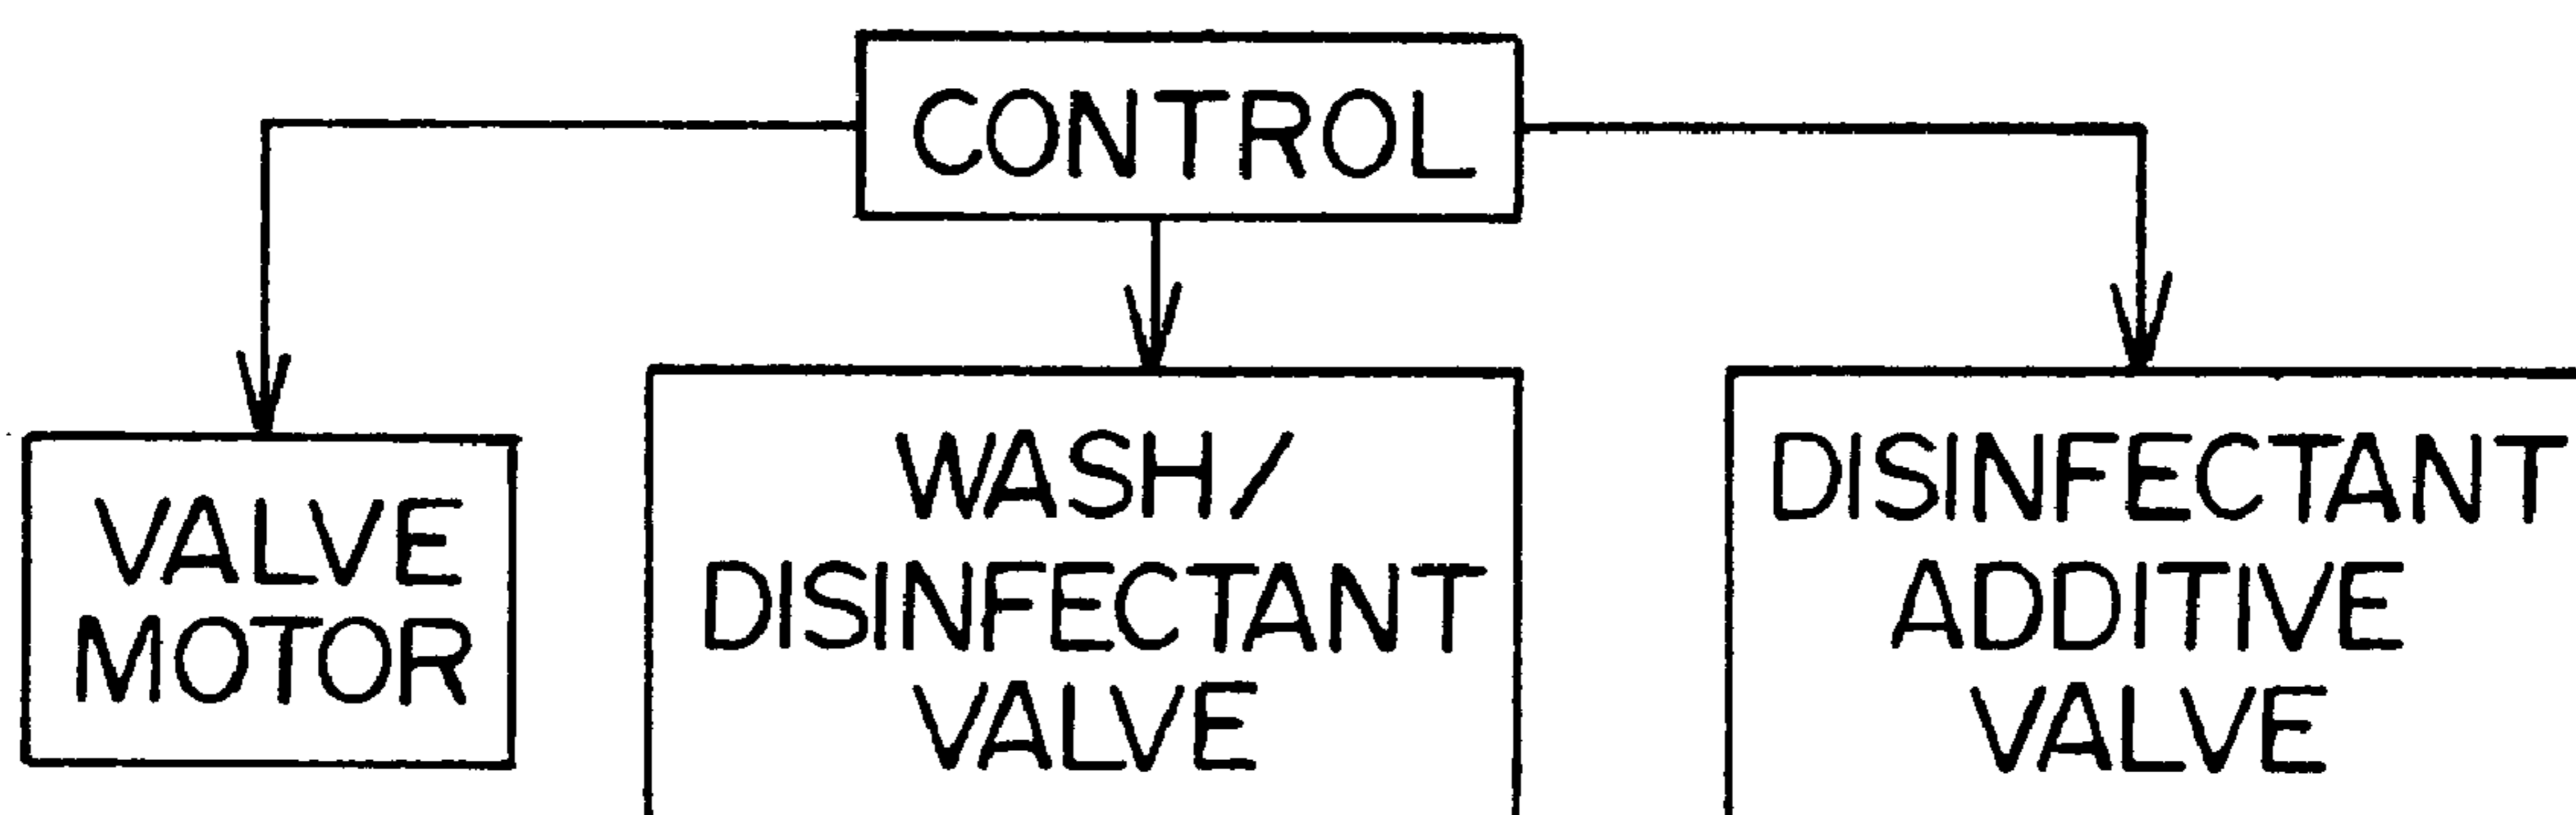 CONTROL
VALVE
MOTOR
WASH/
DISINFECTANT
VALVE
DISINFECTANT
ADDITIVE
VALVE